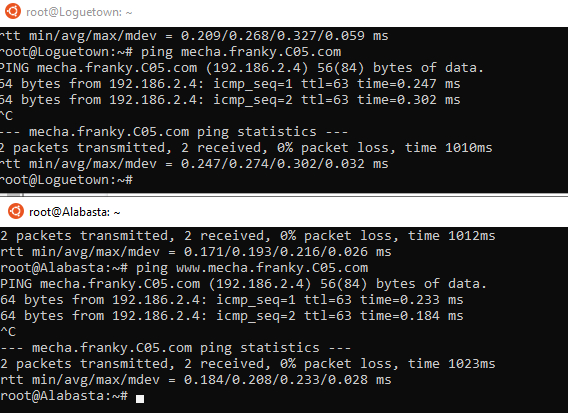 root@Loguetown: ~
rtt min/avg/max/mdev = 0.209/0.268/0.327/0.059 ms
root@Loguetown:~# ping mecha.franky.C05.com
PING mecha.franky.C05.com (192.186.2.4) 56(84) bytes of data.
64 bytes from 192.186.2.4: icmp_seq=1 ttl=63 time=0.247 ms
64 bytes from 192.186.2.4: icmp_seq=2 ttl=63 time=0.302 ms
^C
--- mecha.franky.C05.com ping statistics ---
2 packets transmitted, 2 received, 0% packet loss, time 1010ms
rtt min/avg/max/mdev = 0.247/0.274/0.302/0.032 ms
root@Loguetown:~#
root@Alabasta: ~
2 packets transmitted, 2 received, 0% packet loss, time 1012ms
rtt min/avg/max/mdev = 0.171/0.193/0.216/0.026 ms
root@Alabasta:~# ping www.mecha.franky.C05.com
PING mecha.franky.C05.com (192.186.2.4) 56(84) bytes of data.
64 bytes from 192.186.2.4: icmp_seq=1 ttl=63 time=0.233 ms
64 bytes from 192.186.2.4: icmp_seq=2 ttl=63 time=0.184 ms
^C
--- mecha.franky.C05.com ping statistics ---
2 packets transmitted, 2 received, 0% packet loss, time 1023ms
rtt min/avg/max/mdev = 0.184/0.208/0.233/0.028 ms
root@Alabasta:~#